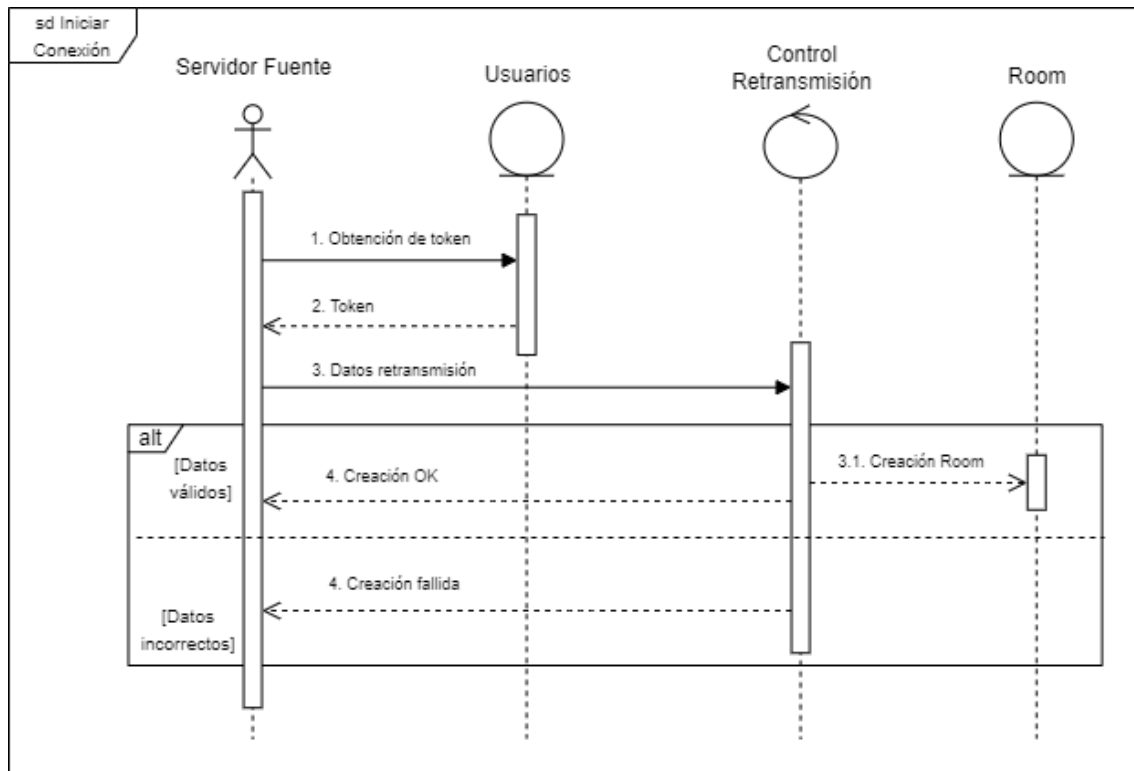 sd Iniciar
Conexión
Servidor Fuente
Usuarios
Control
Retransmisión
Room
1. Obtención de token
2. Token
3. Datos retransmisión
alt
[Datos
válidos]
4. Creación OK
3.1. Creación Room
4. Creación fallida
[Datos
incorrectos]